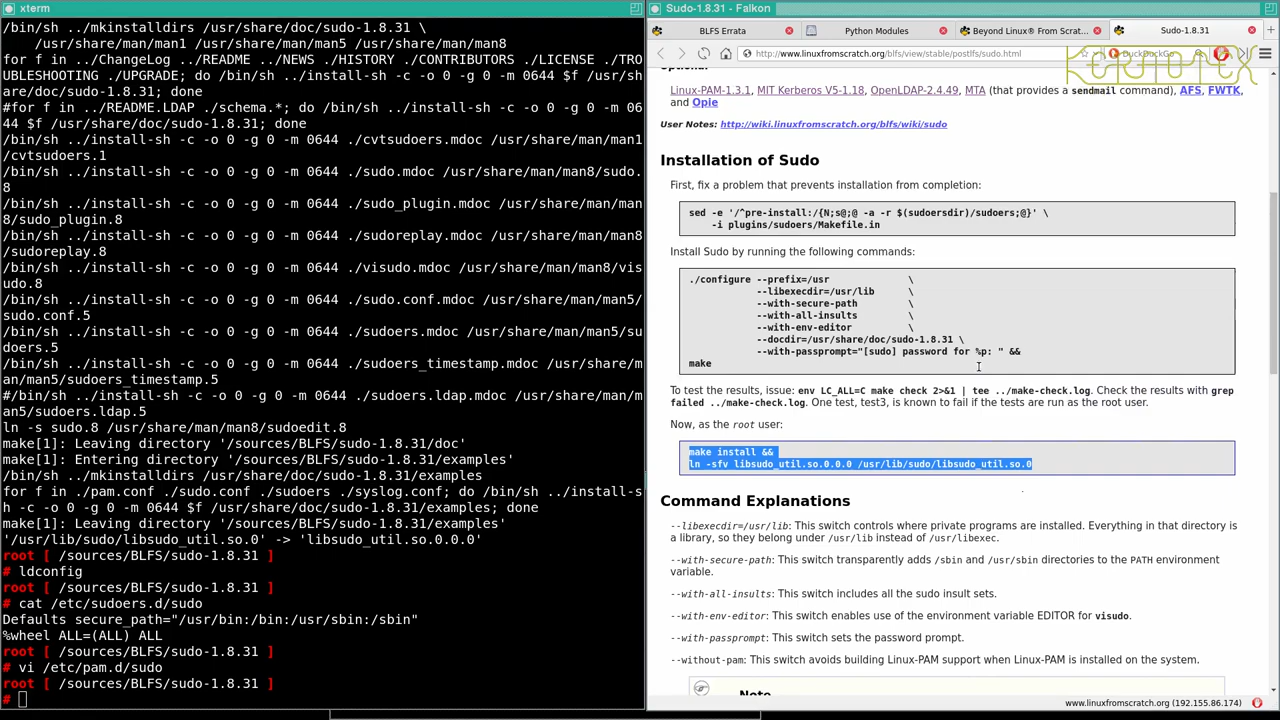 xterm
/bin/sh ../mkinstalldirs /usr/share/doc/sudo-1.8.31
/bin/sh ../mkinstalldirs /usr/share/doc/sudo-1.8.31 \
    /usr/share/man/man1 /usr/share/man/man5 /usr/share/man/man8
for f in ./ChangeLog ../README ../NEWS ../HISTORY ../CONTRIBUTORS ../LICENSE ../TRO
UBLESHOOTING ../UPGRADE; do /bin/sh ../install-sh -c -o 0 -g 0 -m 0644 $f /usr/sh
are/doc/sudo-1.8.31; done
#for f in ../README.LDAP ./schema.*; do /bin/sh ../install-sh -c -o 0 -g 0 -m 06
44 $f /usr/share/doc/sudo-1.8.31; done
/bin/sh ../install-sh -c -o 0 -g 0 -m 0644 ./cvtsudoers.mdoc /usr/share/man/man1
/cvtsudoers.1
/bin/sh ../install-sh -c -o 0 -g 0 -m 0644 ./sudo.mdoc /usr/share/man/man8/sudo.
8
/bin/sh ../install-sh -c -o 0 -g 0 -m 0644 ./sudo_plugin.mdoc /usr/share/man/man
8/sudo_plugin.8
/bin/sh ../install-sh -c -o 0 -g 0 -m 0644 ./sudoreplay.mdoc /usr/share/man/man8
/sudoreplay.8
/bin/sh ../install-sh -c -o 0 -g 0 -m 0644 ./visudo.mdoc /usr/share/man/man8/vis
udo.8
/bin/sh ../install-sh -c -o 0 -g 0 -m 0644 ./sudo.conf.mdoc /usr/share/man/man5/
sudo.conf.5
/bin/sh ../install-sh -c -o 0 -g 0 -m 0644 ./sudoers.mdoc /usr/share/man/man5/su
doers.5
/bin/sh ../install-sh -c -o 0 -g 0 -m 0644 ./sudoers_timestamp.mdoc /usr/share/m
an/man5/sudoers_timestamp.5
#/bin/sh ../install-sh -c -o 0 -g 0 -m 0644 ./sudoers.ldap.mdoc /usr/share/man/m
an5/sudoers.ldap.5
ln -s sudo.8 /usr/share/man/man8/sudoedit.8
make[1]: Leaving directory '/sources/BLFS/sudo-1.8.31/doc'
make[1]: Entering directory '/sources/BLFS/sudo-1.8.31/examples'
/bin/sh ../mkinstalldirs /usr/share/doc/sudo-1.8.31/examples
for f in ./pam.conf ./sudo.conf ./sudoers ./syslog.conf; do /bin/sh ../install-s
h -c -o 0 -g 0 -m 0644 $f /usr/share/doc/sudo-1.8.31/examples; done
make[1]: Leaving directory '/sources/BLFS/sudo-1.8.31/examples'
'/usr/lib/sudo/libsudo_util.so.0' -> 'libsudo_util.so.0.0.0'
root [ /sources/BLFS/sudo-1.8.31 ]
# ldconfig
root [ /sources/BLFS/sudo-1.8.31 ]
# cat /etc/sudoers.d/sudo
Defaults secure_path="/usr/bin:/bin:/usr/sbin:/sbin"
%wheel ALL=(ALL) ALL
root [ /sources/BLFS/sudo-1.8.31 ]
# vi /etc/pam.d/sudo
root [ /sources/BLFS/sudo-1.8.31 ]
#
Sudo-1.8.31 - Falkon
BLFS Errata
Python Modules
Beyond Linux® From Scrat...
Sudo-1.8.31
http://www.linuxfromscratch.org/blfs/view/stable/postlfs/sudo.html
DuckDuckGo
Optional
Linux-PAM-1.3.1, MIT Kerberos V5-1.18, OpenLDAP-2.4.49, MTA (that provides a sendmail command), AFS, FWTK,
and Opie
User Notes: http://wiki.linuxfromscratch.org/blfs/wiki/sudo
Installation of Sudo
First, fix a problem that prevents installation from completion:
sed -e '/^pre-install:/{N;s@;@ -a -r $(sudoersdir)/sudoers;@}' \
    -i plugins/sudoers/Makefile.in
Install Sudo by running the following commands:
./configure --prefix=/usr \
--libexecdir=/usr/lib \
--with-secure-path \
--with-all-insults \
--with-env-editor \
--docdir=/usr/share/doc/sudo-1.8.31 \
--with-passprompt="[sudo] password for %p: " &&
make
To test the results, issue: env LC_ALL=C make check 2>&1 | tee ../make-check.log. Check the results with grep
failed ../make-check.log. One test, test3, is known to fail if the tests are run as the root user.
Now, as the root user:
make install &&
ln -sfv libsudo_util.so.0.0.0 /usr/lib/sudo/libsudo_util.so.0
Command Explanations
--libexecdir=/usr/lib: This switch controls where private programs are installed. Everything in that directory is
a library, so they belong under /usr/lib instead of /usr/libexec.
--with-secure-path: This switch transparently adds /sbin and /usr/sbin directories to the PATH environment
variable.
--with-all-insults: This switch includes all the sudo insult sets.
--with-env-editor: This switch enables use of the environment variable EDITOR for visudo.
--with-passprompt: This switch sets the password prompt.
--without-pam: This switch avoids building Linux-PAM support when Linux-PAM is installed on the system.
Note
www.linuxfromscratch.org (192.155.86.174)